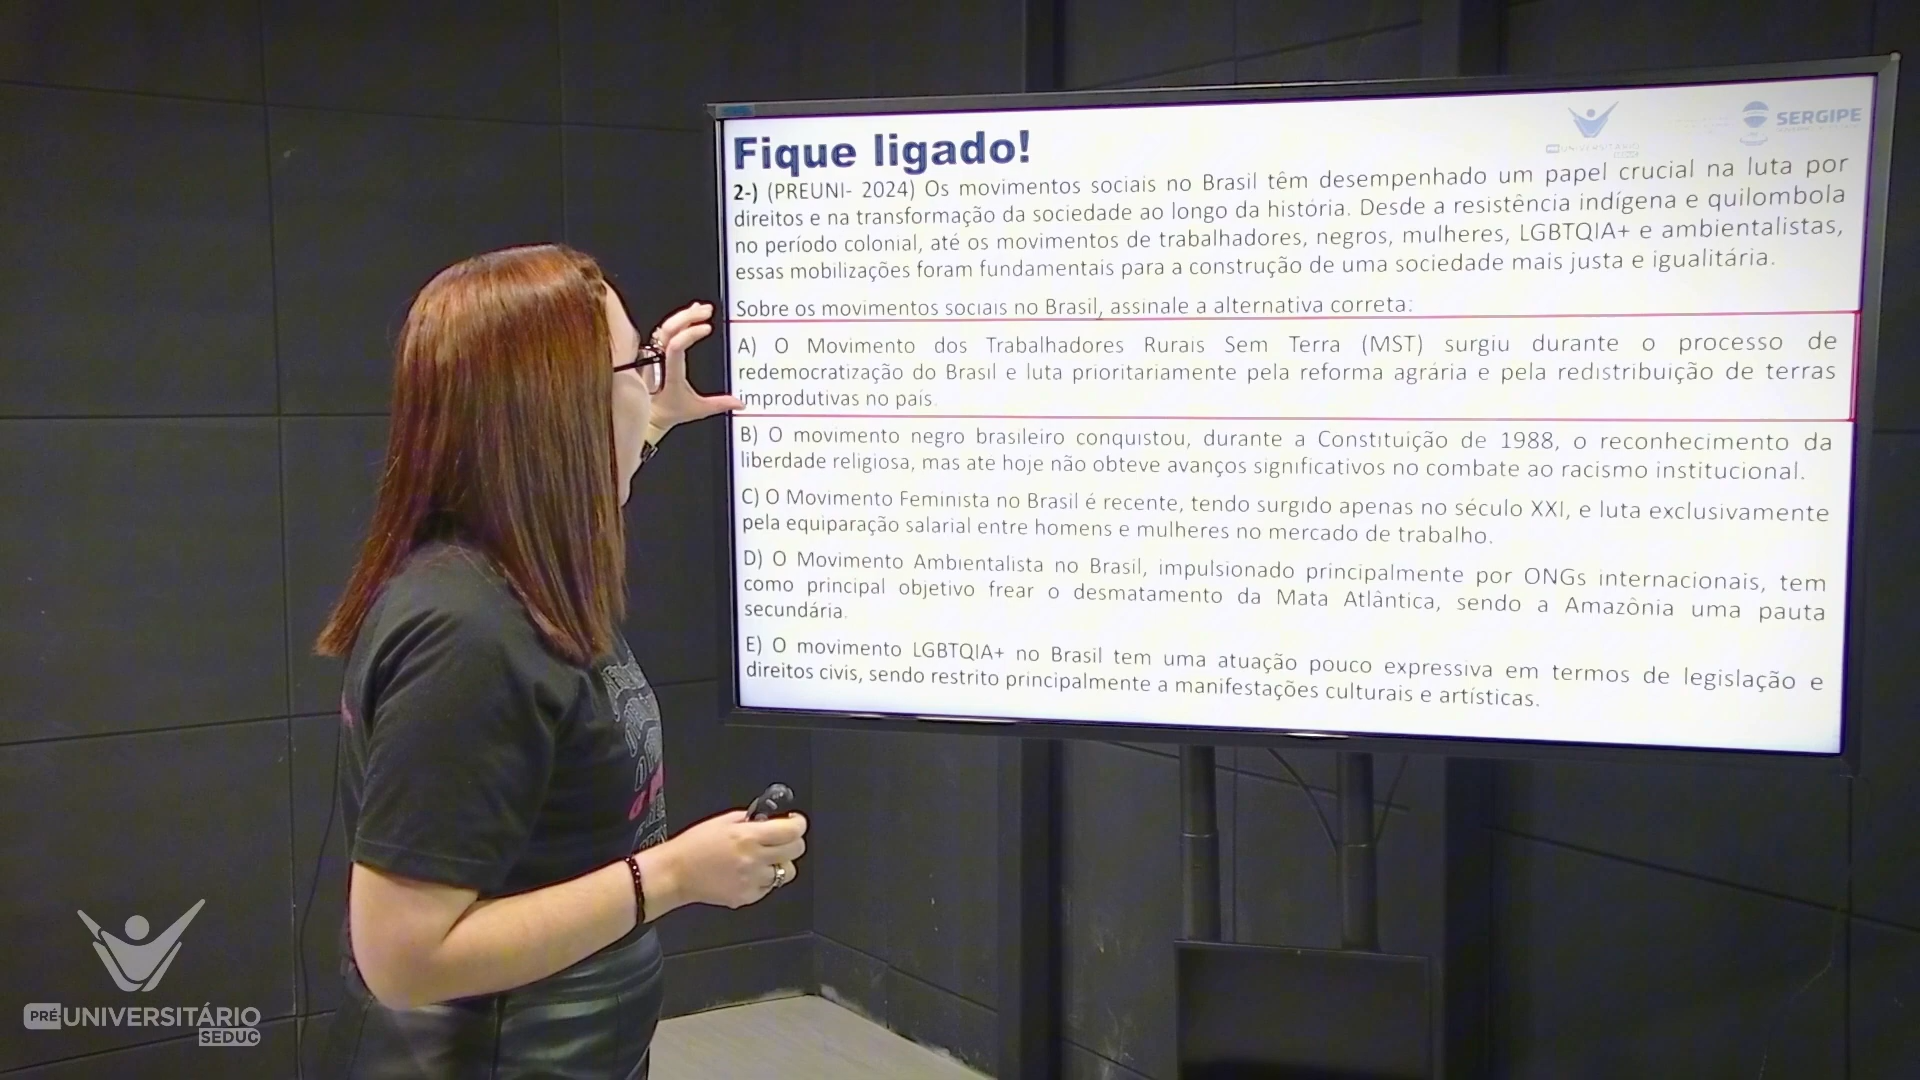 SERGIPE
PRÉ-UNIVERSITÁRIO
Fique ligado!
2-) (PREUNI- 2024) Os movimentos sociais no Brasil têm desempenhado um papel crucial na luta por
direitos e na transformação da sociedade ao longo da história. Desde a resistência indígena e quilombola
no período colonial, até os movimentos de trabalhadores, negros, mulheres, LGBTQIA+ e ambientalistas,
essas mobilizações foram fundamentais para a construção de uma sociedade mais justa e igualitária.
Sobre os movimentos sociais no Brasil, assinale a alternativa correta:
A) O Movimento dos Trabalhadores Rurais Sem Terra (MST) surgiu durante o processo de
redemocratização do Brasil e luta prioritariamente pela reforma agrária e pela redistribuição de terras
improdutivas no país.
B) O movimento negro brasileiro conquistou, durante a Constituição de 1988, o reconhecimento da
liberdade religiosa, mas até hoje não obteve avanços significativos no combate ao racismo institucional.
C) O Movimento Feminista no Brasil é recente, tendo surgido apenas no século XXI, e luta exclusivamente
pela equiparação salarial entre homens e mulheres no mercado de trabalho.
D) O Movimento Ambientalista no Brasil, impulsionado principalmente por ONGs internacionais, tem
como principal objetivo frear o desmatamento da Mata Atlântica, sendo a Amazônia uma pauta
secundária.
E) O movimento LGBTQIA+ no Brasil tem uma atuação pouco expressiva em termos de legislação e
direitos civis, sendo restrito principalmente a manifestações culturais e artísticas.
PRÉ-UNIVERSITÁRIO
SEDUC